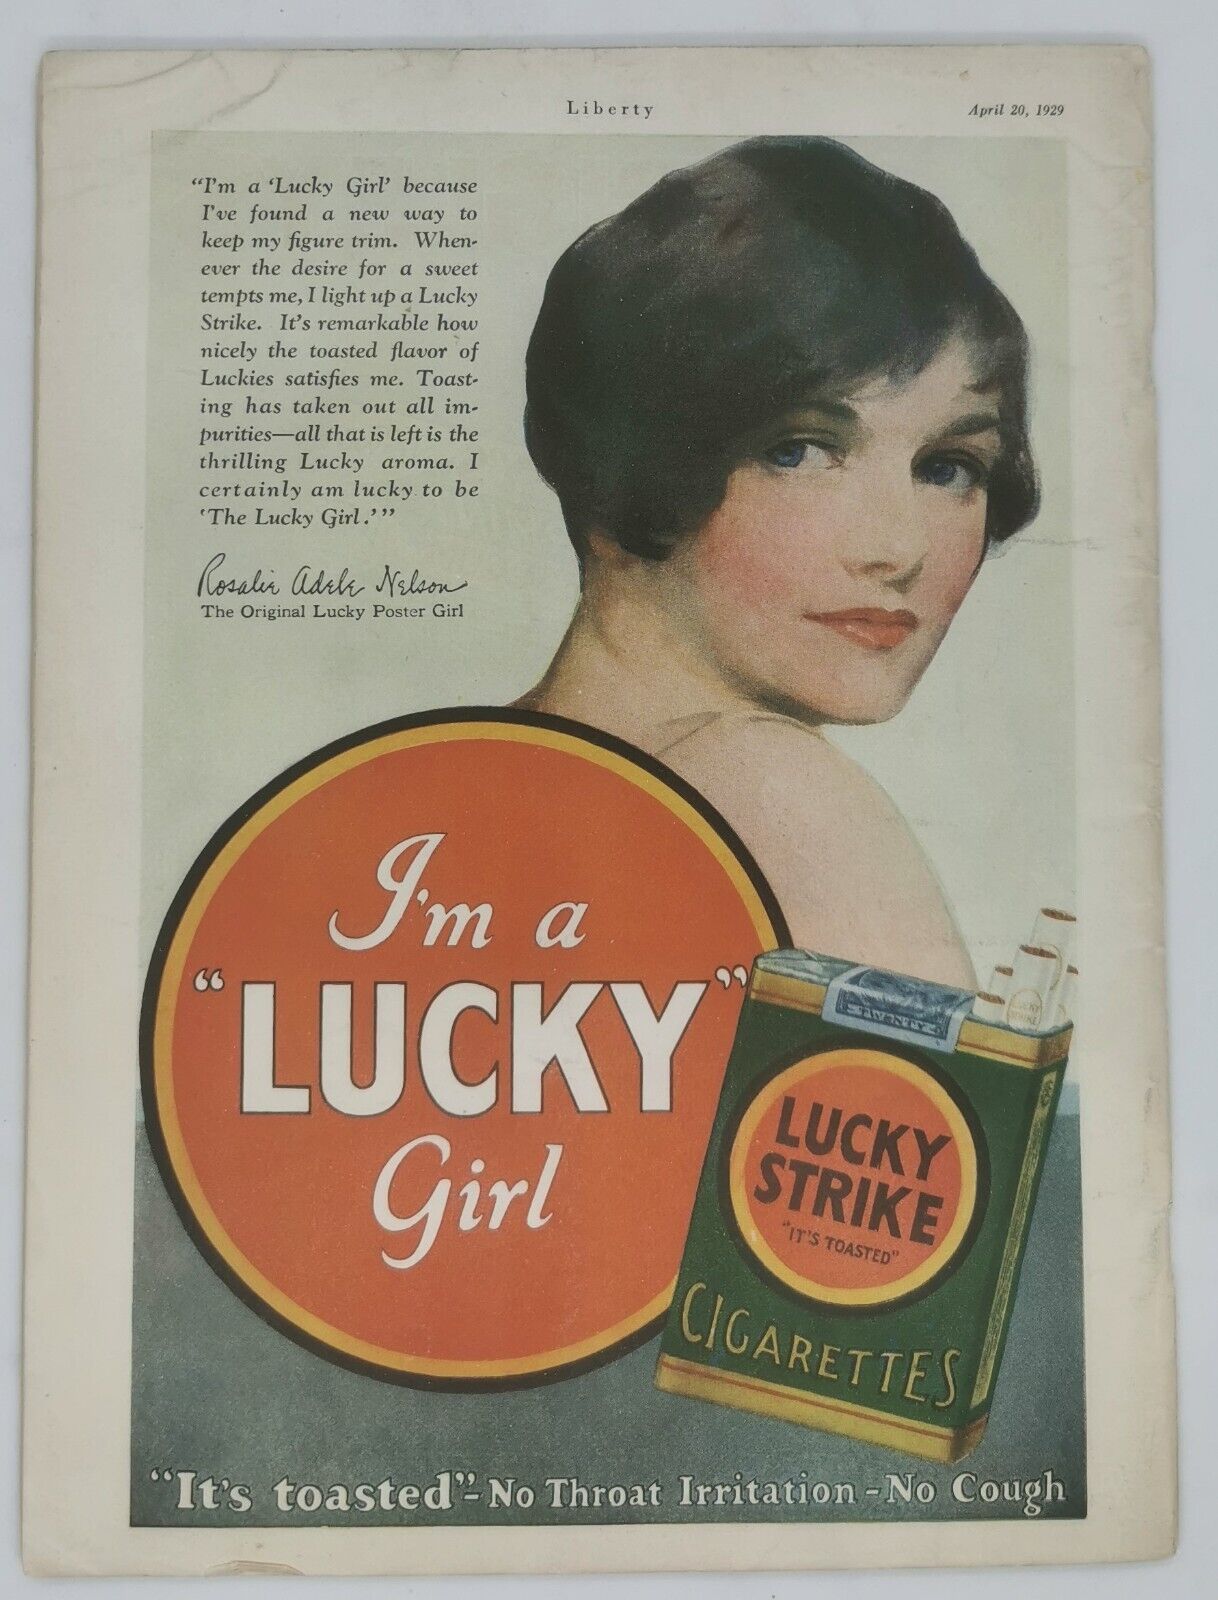 Liberty
April 20, 1929
“I'm a ‘Lucky Girl’ because
I've found a new way to
keep my figure trim. When-
ever the desire for a sweet
tempts me, I light up a Lucky
Strike. It's remarkable how
nicely the toasted flavor of
Luckies satisfies me. Toast-
ing has taken out all im-
purities—all that is left is the
thrilling Lucky aroma. I
certainly am lucky to be
‘The Lucky Girl.’”
Rosalie Adele Nelson
The Original Lucky Poster Girl
I'm a
“LUCKY”
Girl
TWENTY
LUCKY
STRIKE
LUCKY
STRIKE
"IT'S TOASTED"
CIGARETTES
“It's toasted”-No Throat Irritation-No Cough